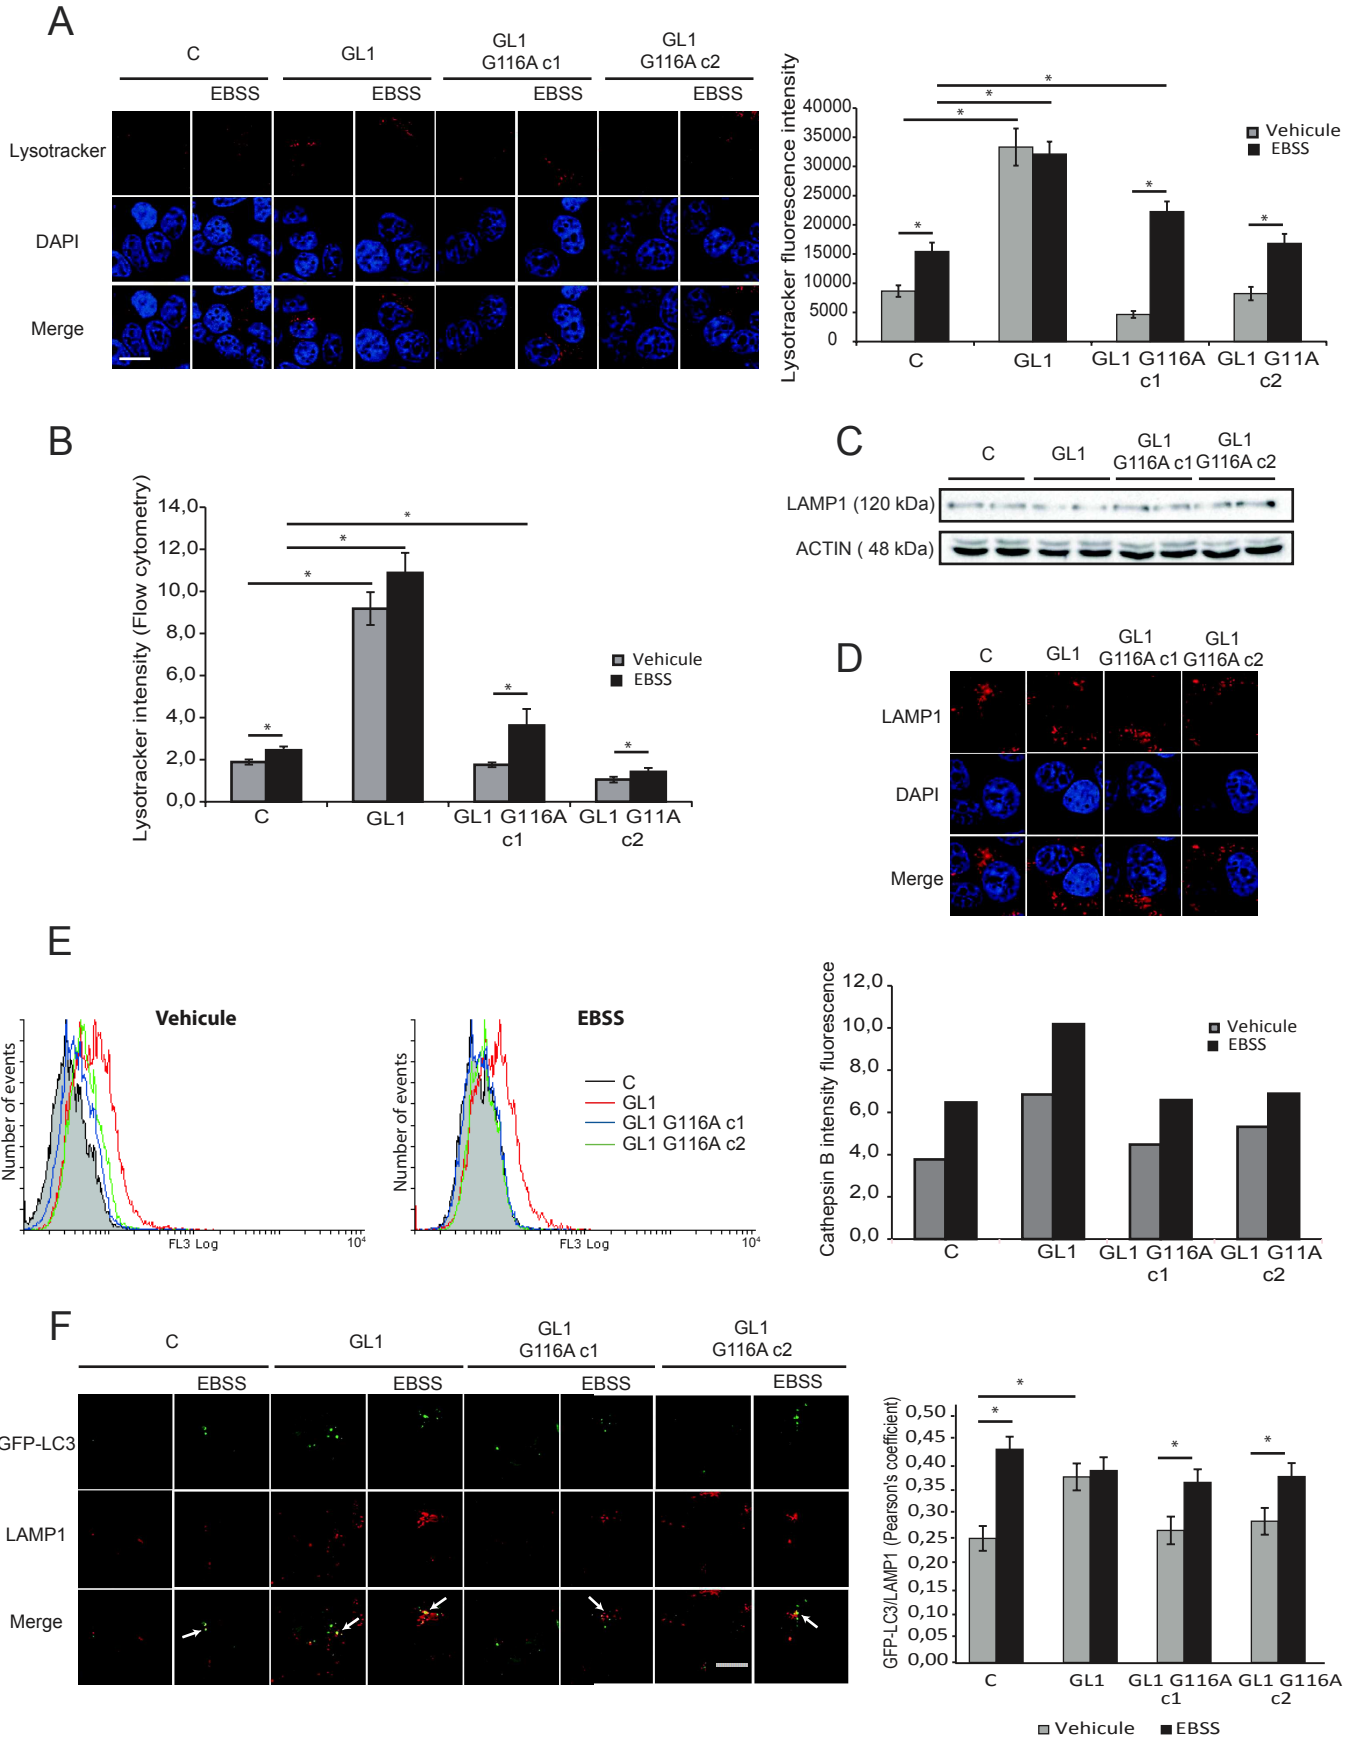 A
C
GL1
GL1
G116A c1
GL1
G116A c2
EBSS
EBSS
EBSS
EBSS
Lysotracker
DAPI
Merge
Lysotracker fluorescence intensity
40000
35000
30000
25000
20000
15000
10000
5000
0
*
*
*
*
*
*
Vehicule
EBSS
C
GL1
GL1 G116A
c1
GL1 G11A
c2
B
Lysotracker intensity (Flow cytometry)
14,0
12,0
10,0
8,0
6,0
4,0
2,0
0,0
*
*
*
*
*
*
Vehicule
EBSS
C
GL1
GL1 G116A
c1
GL1 G11A
c2
C
C
GL1
GL1
G116A c1
GL1
G116A c2
LAMP1 (120 kDa)
ACTIN ( 48 kDa)
D
C
GL1
GL1
G116A c1
GL1
G116A c2
LAMP1
DAPI
Merge
E
Vehicule
Number of events
FL3 Log
10⁴
EBSS
Number of events
FL3 Log
10⁴
C
GL1
GL1 G116A c1
GL1 G116A c2
Cathepsin B intensity fluorescence
12,0
10,0
8,0
6,0
4,0
2,0
0,0
Vehicule
EBSS
C
GL1
GL1 G116A
c1
GL1 G11A
c2
F
C
GL1
GL1
G116A c1
GL1
G116A c2
EBSS
EBSS
EBSS
EBSS
GFP-LC3
LAMP1
Merge
GFP-LC3/LAMP1 (Pearson's coefficient)
0,50
0,45
0,40
0,35
0,30
0,25
0,20
0,15
0,10
0,05
0,00
*
*
*
*
C
GL1
GL1 G116A
c1
GL1 G116A
c2
Vehicule
EBSS